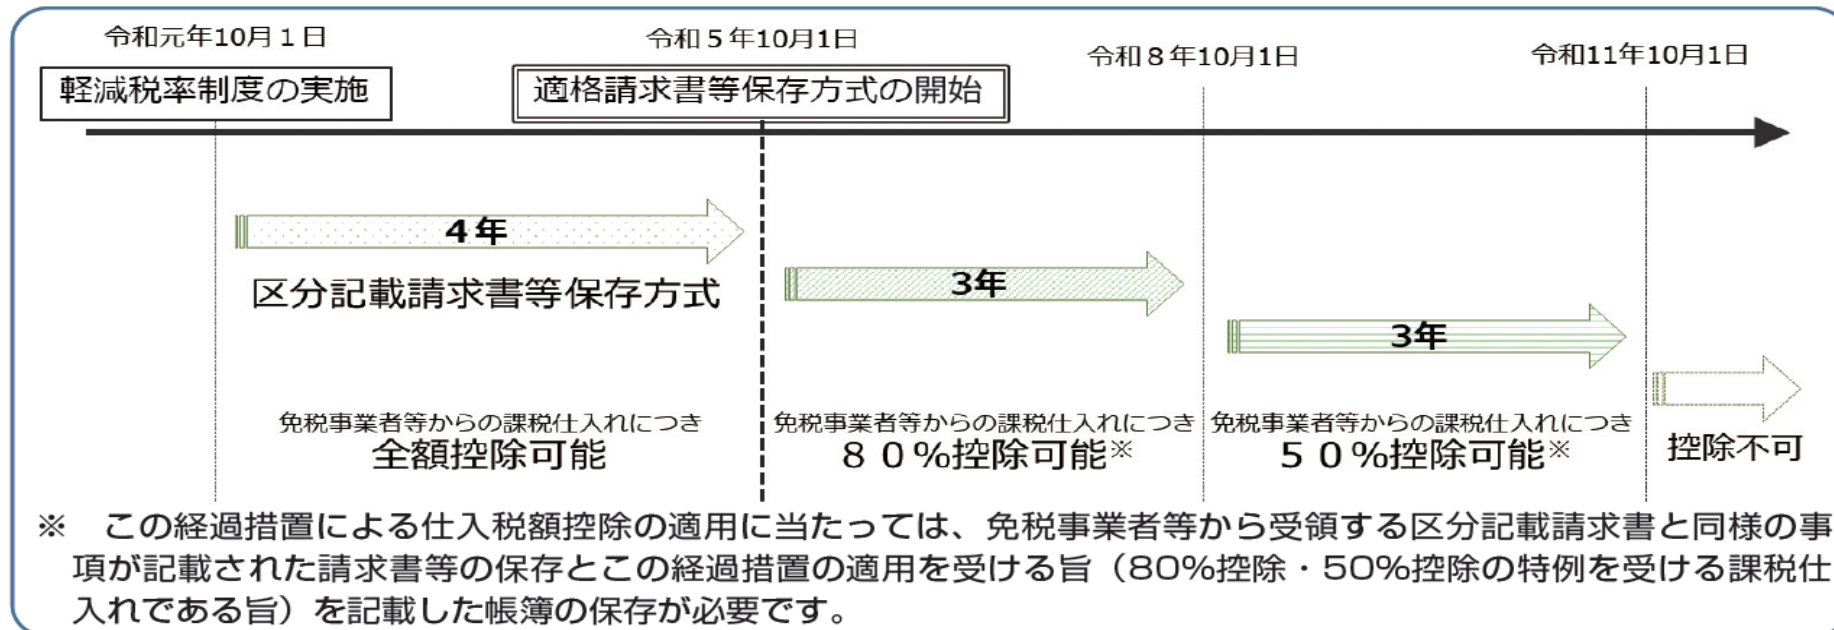 令和元年10月１日
令和５年10月1日
令和８年10月1日
令和11年10月1日
軽減税率制度の実施
適格請求書等保存方式の開始
４年
区分記載請求書等保存方式
3年
3年
免税事業者等からの課税仕入れにつき
全額控除可能
免税事業者等からの課税仕入れにつき
８０%控除可能※
免税事業者等からの課税仕入れにつき
５０%控除可能※
控除不可
※　この経過措置による仕入税額控除の適用に当たっては、免税事業者等から受領する区分記載請求書と同様の事
項が記載された請求書等の保存とこの経過措置の適用を受ける旨（80%控除・50%控除の特例を受ける課税仕
入れである旨）を記載した帳簿の保存が必要です。